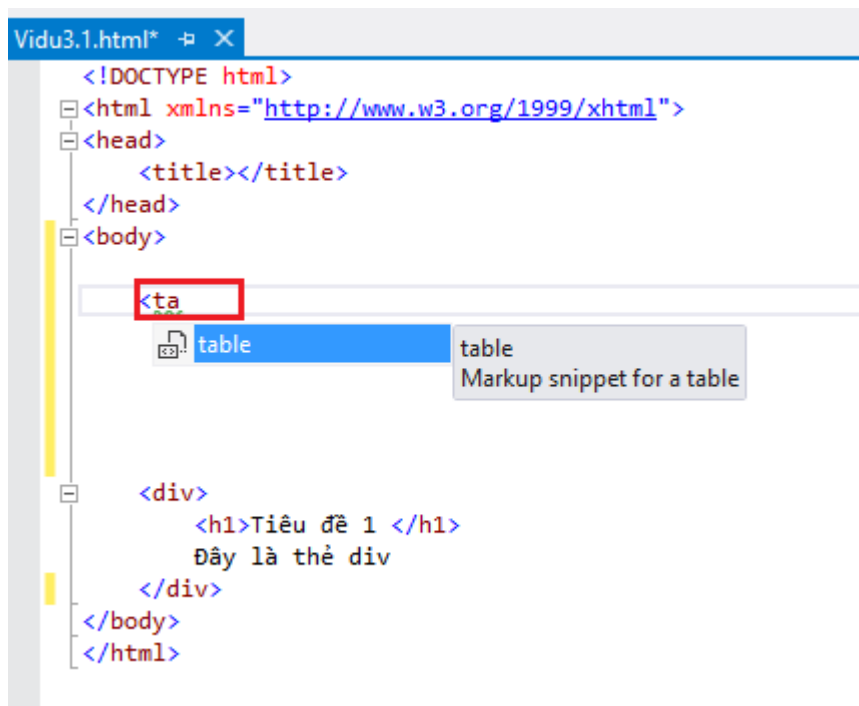 Vidu3.1.html*
<!DOCTYPE html>
<html xmlns="http://www.w3.org/1999/xhtml">
<head>
<title></title>
</head>
<body>
<ta
table
table
Markup snippet for a table
<div>
<h1>Tiêu đề 1 </h1>
Đây là thẻ div
</div>
</body>
</html>